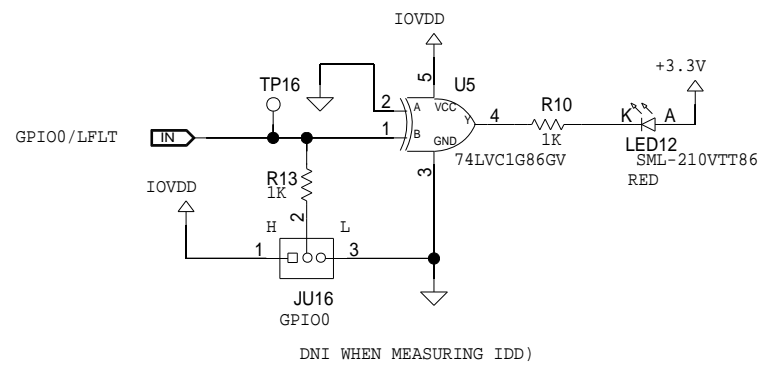 IOVDD
+3.3V
TP16
5
U5
2
A
VCC
4
R10
K
A
GPIO0/LFLT
IN
1
B
Y
GND
1K
LED12
74LVC1G86GV
SML-210VTT86
R13
1K
3
RED
IOVDD
2
H
L
1
3
JU16
GPIO0
DNI WHEN MEASURING IDD)